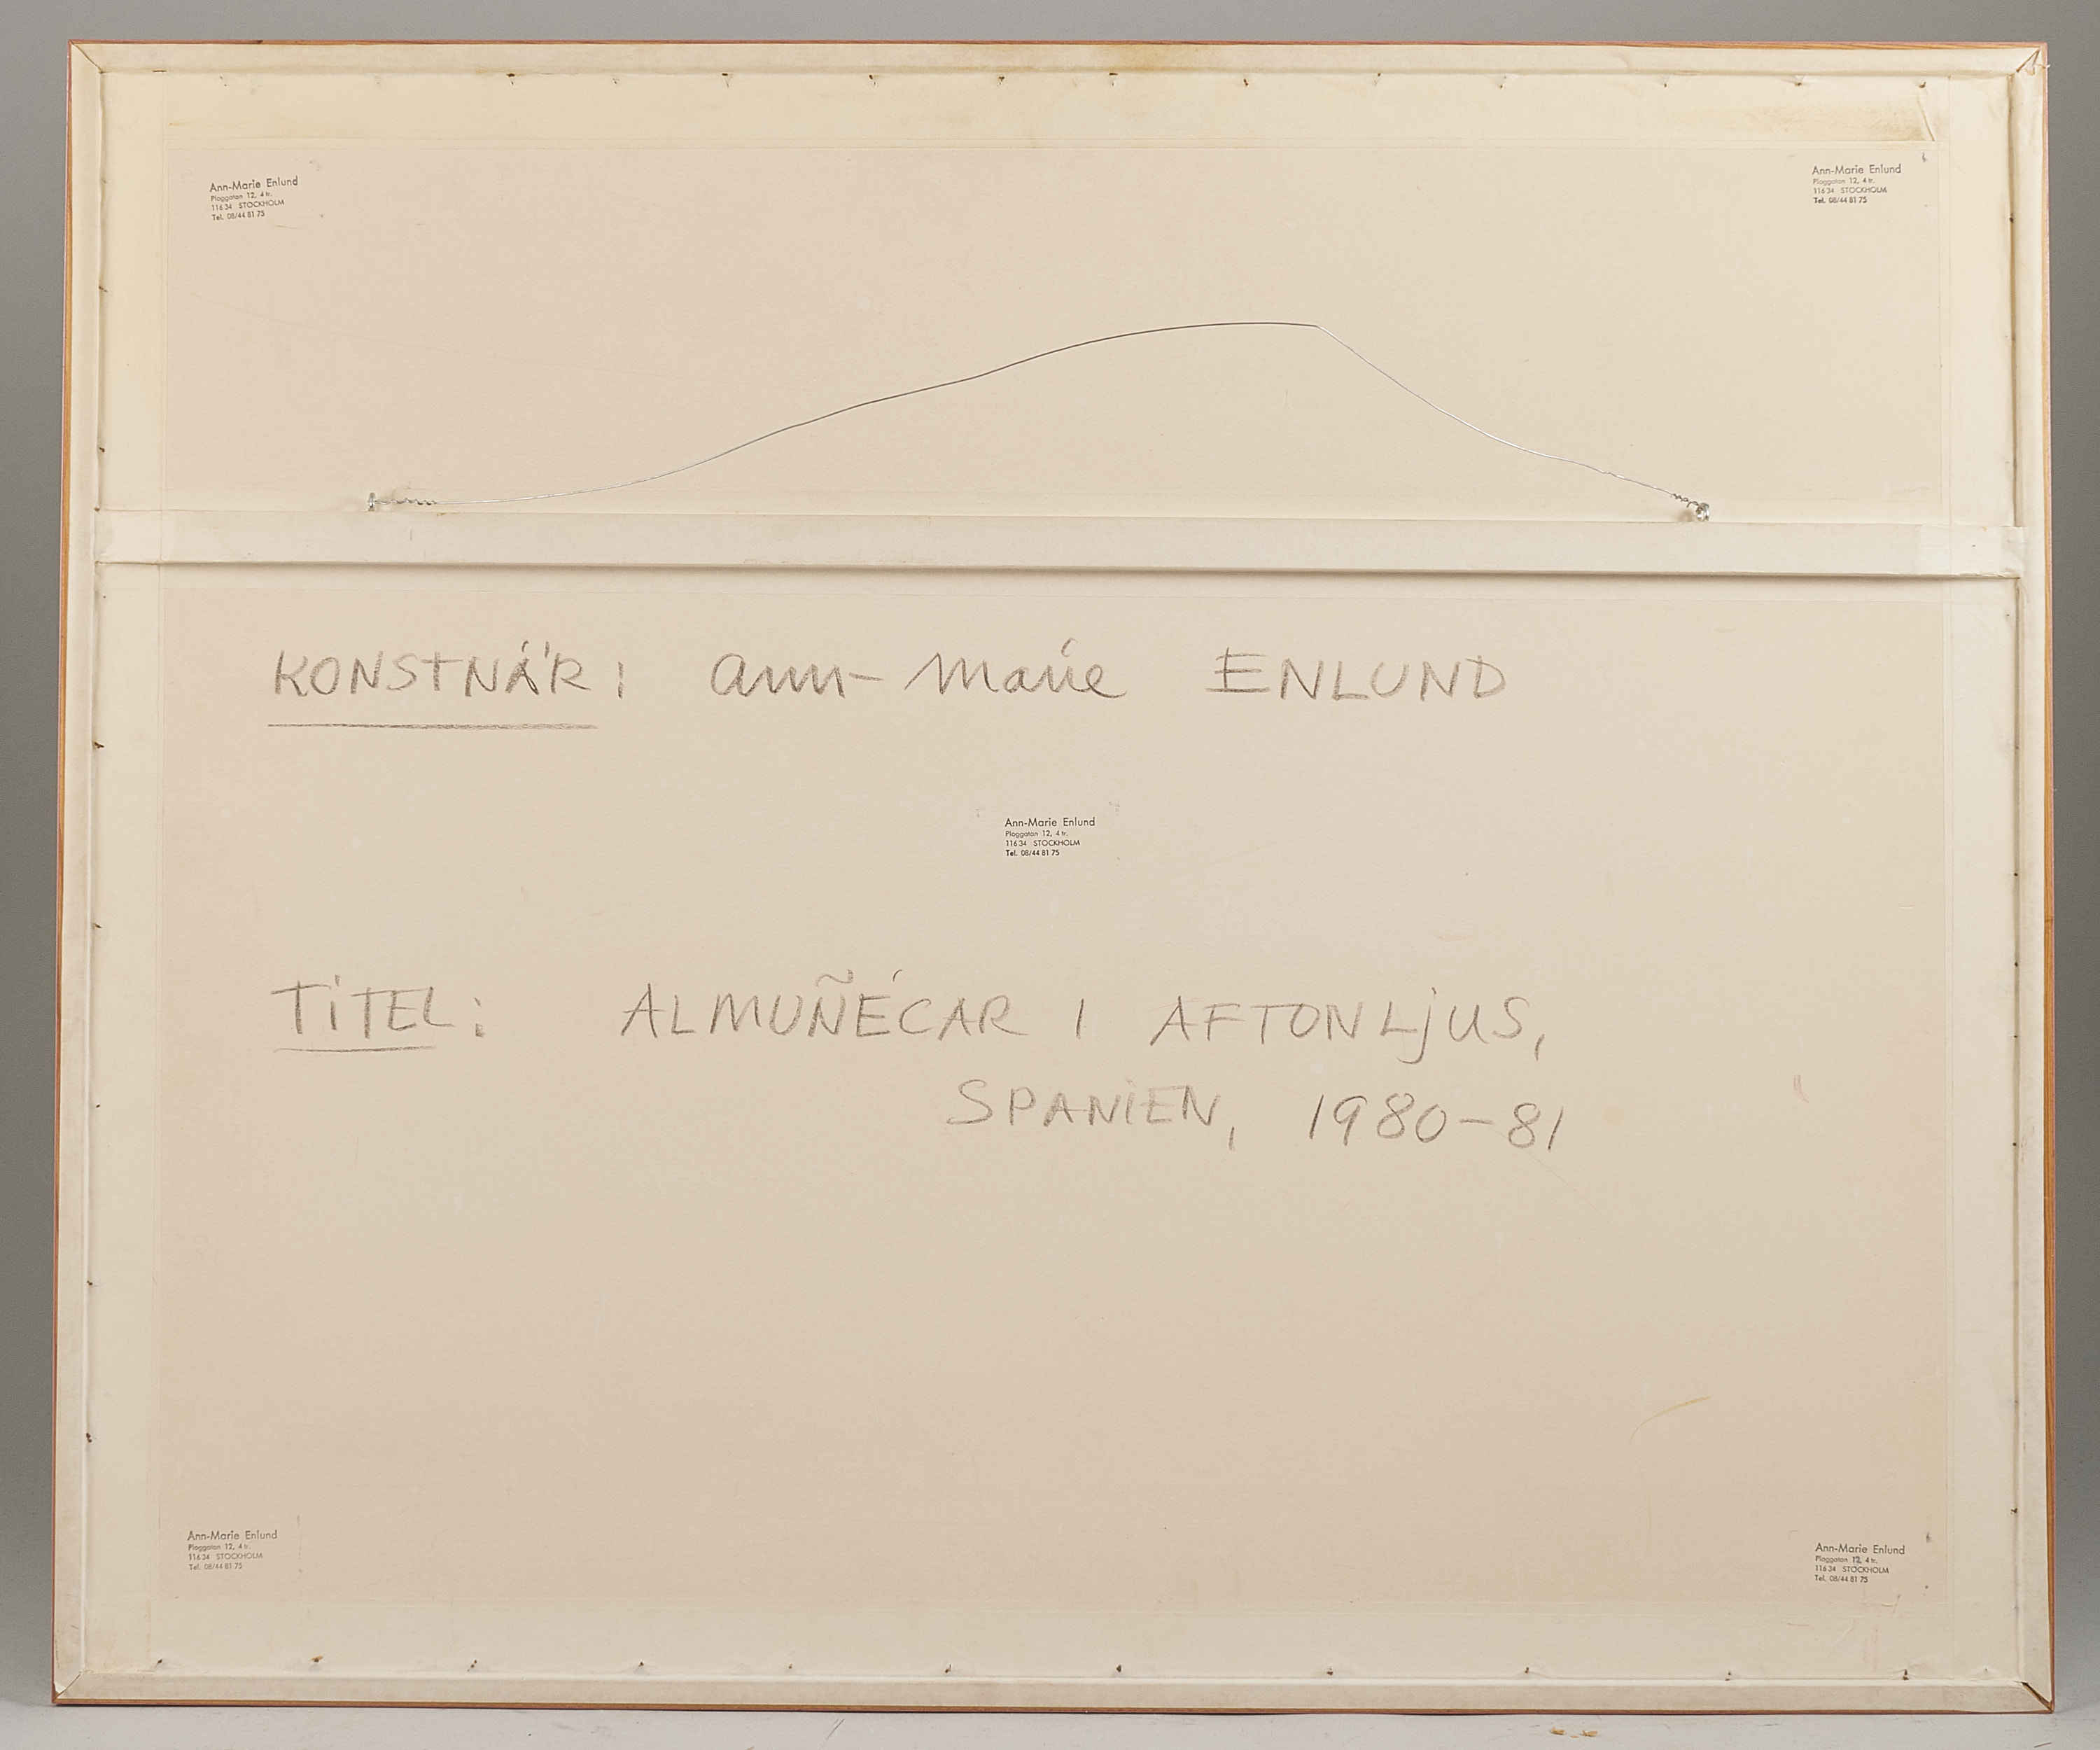 Ann-Marie Enlund
Ploggatan 12, 4 tr.
116 34 STOCKHOLM
Tel. 08/44 81 75
Ann-Marie Enlund
Ploggatan 12, 4 tr.
116 34 STOCKHOLM
Tel. 08/44 81 75
KONSTNÄR: Ann-Marie ENLUND
Ann-Marie Enlund
Ploggatan 12, 4 tr.
116 34 STOCKHOLM
Tel. 08/44 81 75
TiTEL: ALMUÑÉCAR I AFTONLjUS,
SPANiEN, 1980-81
Ann-Marie Enlund
Ploggatan 12, 4 tr.
116 34 STOCKHOLM
Tel. 08/44 81 75
Ann-Marie Enlund
Ploggatan 12, 4 tr.
116 34 STOCKHOLM
Tel. 08/44 81 75